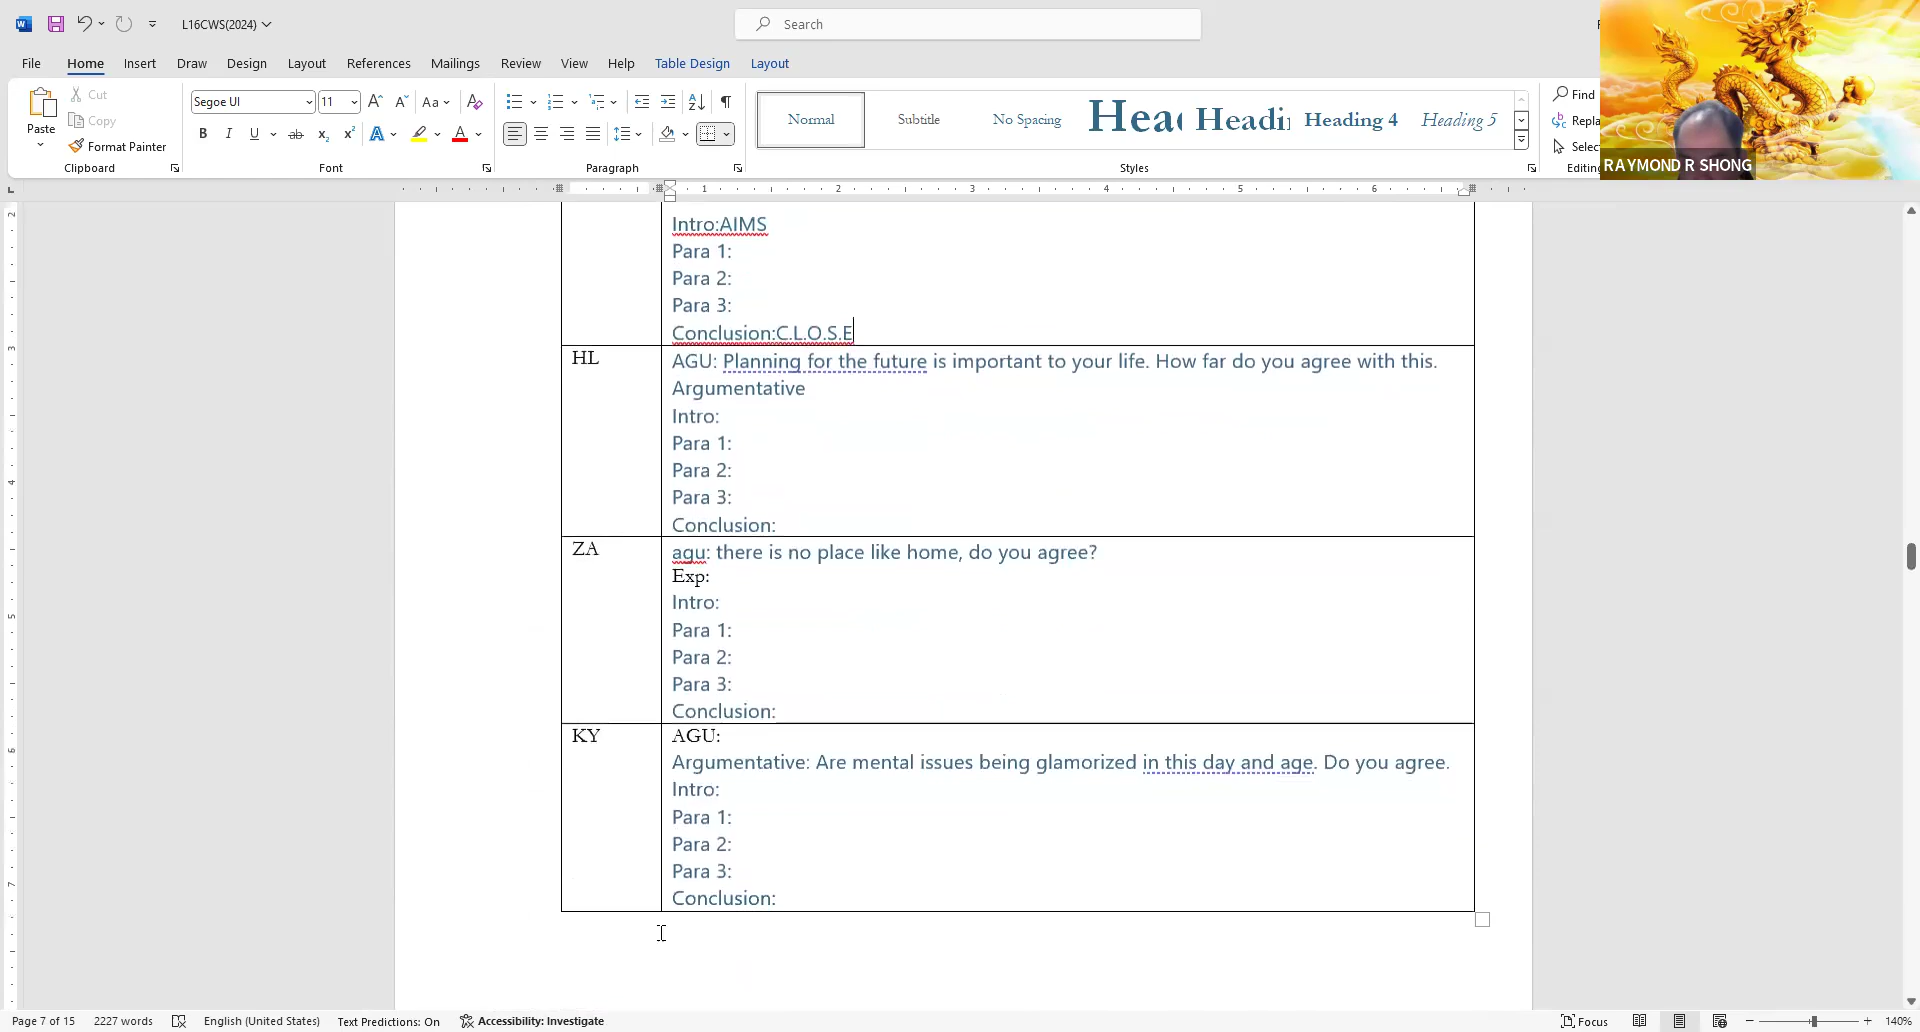 L16CWS(2024)
Search
File Home Insert Draw Design Layout References Mailings Review View Help Table Design Layout
Paste
Cut
Copy
Format Painter
Clipboard
Segoe UI 11
Font
Paragraph
Normal
Subtitle
No Spacing
Heading 4
Heading 5
Styles
Find
Editing
RAYMOND R SHONG
Intro:AIMS
Para 1:
Para 2:
Para 3:
Conclusion:C.L.O.S.E
HL
AGU: Planning for the future is important to your life. How far do you agree with this.
Argumentative
Intro:
Para 1:
Para 2:
Para 3:
Conclusion:
ZA
agu: there is no place like home, do you agree?
Exp:
Intro:
Para 1:
Para 2:
Para 3:
Conclusion:
KY
AGU:
Argumentative: Are mental issues being glamorized in this day and age. Do you agree.
Intro:
Para 1:
Para 2:
Para 3:
Conclusion:
Page 7 of 15 2227 words English (United States) Text Predictions: On Accessibility: Investigate Focus 140%